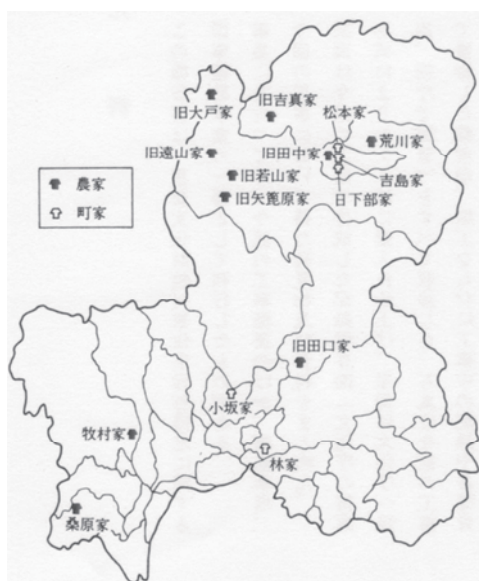 旧大戸家
旧吉真家
松本家
荒川家
旧遠山家
旧田中家
旧若山家
吉島家
旧矢箆原家
日下部家
農家
町家
旧田口家
小坂家
牧村家
林家
桑原家